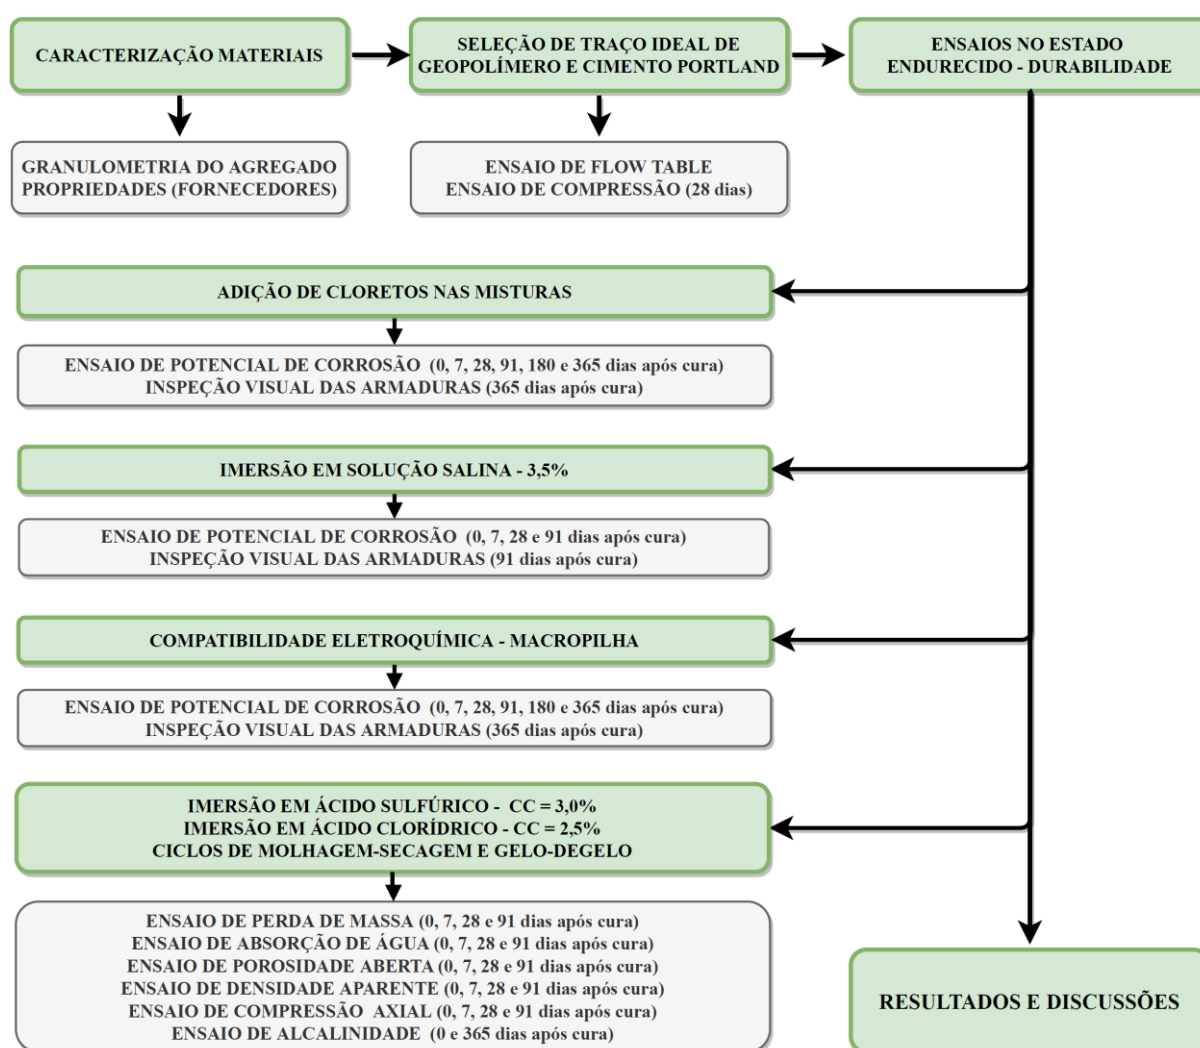 CARACTERIZAÇÃO MATERIAIS
SELEÇÃO DE TRAÇO IDEAL DE
GEOPOLÍMERO E CIMENTO PORTLAND
ENSAIOS NO ESTADO
ENDURECIDO - DURABILIDADE
GRANULOMETRIA DO AGREGADO
PROPRIEDADES (FORNECEDORES)
ENSAIO DE FLOW TABLE
ENSAIO DE COMPRESSÃO (28 dias)
ADIÇÃO DE CLORETOS NAS MISTURAS
ENSAIO DE POTENCIAL DE CORROSÃO (0, 7, 28, 91, 180 e 365 dias após cura)
INSPEÇÃO VISUAL DAS ARMADURAS (365 dias após cura)
IMERSÃO EM SOLUÇÃO SALINA - 3,5%
ENSAIO DE POTENCIAL DE CORROSÃO (0, 7, 28 e 91 dias após cura)
INSPEÇÃO VISUAL DAS ARMADURAS (91 dias após cura)
COMPATIBILIDADE ELETROQUÍMICA - MACROPILHA
ENSAIO DE POTENCIAL DE CORROSÃO (0, 7, 28, 91, 180 e 365 dias após cura)
INSPEÇÃO VISUAL DAS ARMADURAS (365 dias após cura)
IMERSÃO EM ÁCIDO SULFÚRICO - CC = 3,0%
IMERSÃO EM ÁCIDO CLORÍDRICO - CC = 2,5%
CICLOS DE MOLHAGEM-SECAGEM E GELO-DEGELO
ENSAIO DE PERDA DE MASSA (0, 7, 28 e 91 dias após cura)
ENSAIO DE ABSORÇÃO DE ÁGUA (0, 7, 28 e 91 dias após cura)
ENSAIO DE POROSIDADE ABERTA (0, 7, 28 e 91 dias após cura)
ENSAIO DE DENSIDADE APARENTE (0, 7, 28 e 91 dias após cura)
ENSAIO DE COMPRESSÃO AXIAL (0, 7, 28 e 91 dias após cura)
ENSAIO DE ALCALINIDADE (0 e 365 dias após cura)
RESULTADOS E DISCUSSÕES